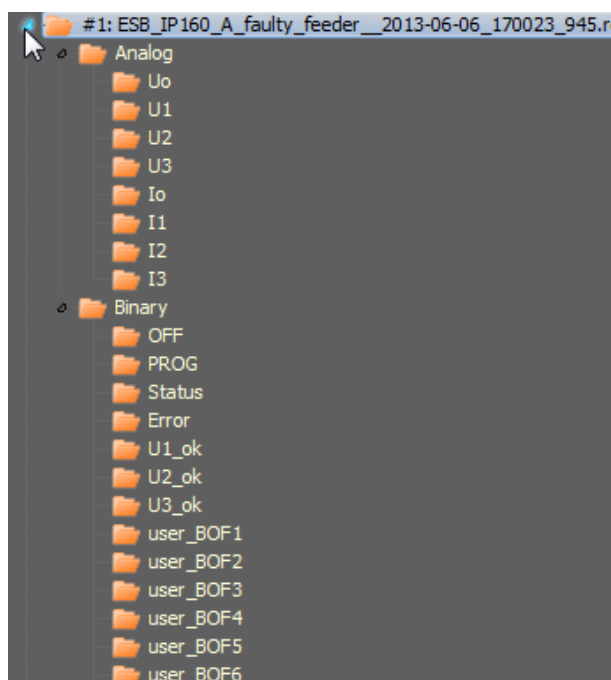 #1: ESB_IP160_A_faulty_feeder__2013-06-06_170023_945.r
Analog
Uo
U1
U2
U3
Io
I1
I2
I3
Binary
OFF
PROG
Status
Error
U1_ok
U2_ok
U3_ok
user_BOF1
user_BOF2
user_BOF3
user_BOF4
user_BOF5
user_BOF6